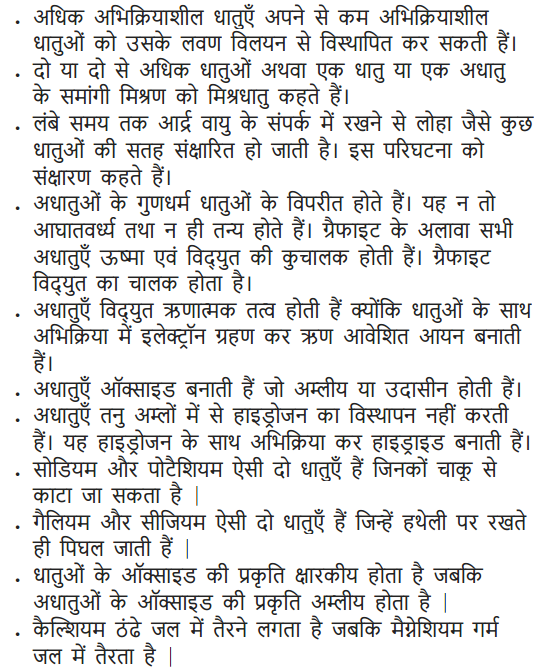 • अधिक अभिक्रियाशील धातुएँ अपने से कम अभिक्रियाशील
धातुओं को उसके लवण विलयन से विस्थापित कर सकती हैं।
• दो या दो से अधिक धातुओं अथवा एक धातु या एक अधातु
के समांगी मिश्रण को मिश्रधातु कहते हैं।
• लंबे समय तक आर्द्र वायु के संपर्क में रखने से लोहा जैसे कुछ
धातुओं की सतह संक्षारित हो जाती है। इस परिघटना को
संक्षारण कहते हैं।
• अधातुओं के गुणधर्म धातुओं के विपरीत होते हैं। यह न तो
आघातवर्ध्य तथा न ही तन्य होते हैं। ग्रैफाइट के अलावा सभी
अधातुएँ ऊष्मा एवं विद्युत की कुचालक होती हैं। ग्रैफाइट
विद्युत का चालक होता है।
• अधातुएँ विद्युत ऋणात्मक तत्व होती हैं क्योंकि धातुओं के साथ
अभिक्रिया में इलेक्ट्रॉन ग्रहण कर ऋण आवेशित आयन बनाती
हैं।
• अधातुएँ ऑक्साइड बनाती हैं जो अम्लीय या उदासीन होती हैं।
• अधातुएँ तनु अम्लों में से हाइड्रोजन का विस्थापन नहीं करती
हैं। यह हाइड्रोजन के साथ अभिक्रिया कर हाइड्राइड बनाती हैं।
• सोडियम और पोटैशियम ऐसी दो धातुएँ हैं जिनकों चाकू से
काटा जा सकता है |
• गैलियम और सीजियम ऐसी दो धातुएँ हैं जिन्हें हथेली पर रखते
ही पिघल जाती हैं |
• धातुओं के ऑक्साइड की प्रकृति क्षारकीय होता है जबकि
अधातुओं के ऑक्साइड की प्रकृति अम्लीय होता है |
• कैल्शियम ठंढे जल में तैरने लगता है जबकि मैग्नेशियम गर्म
जल में तैरता है |